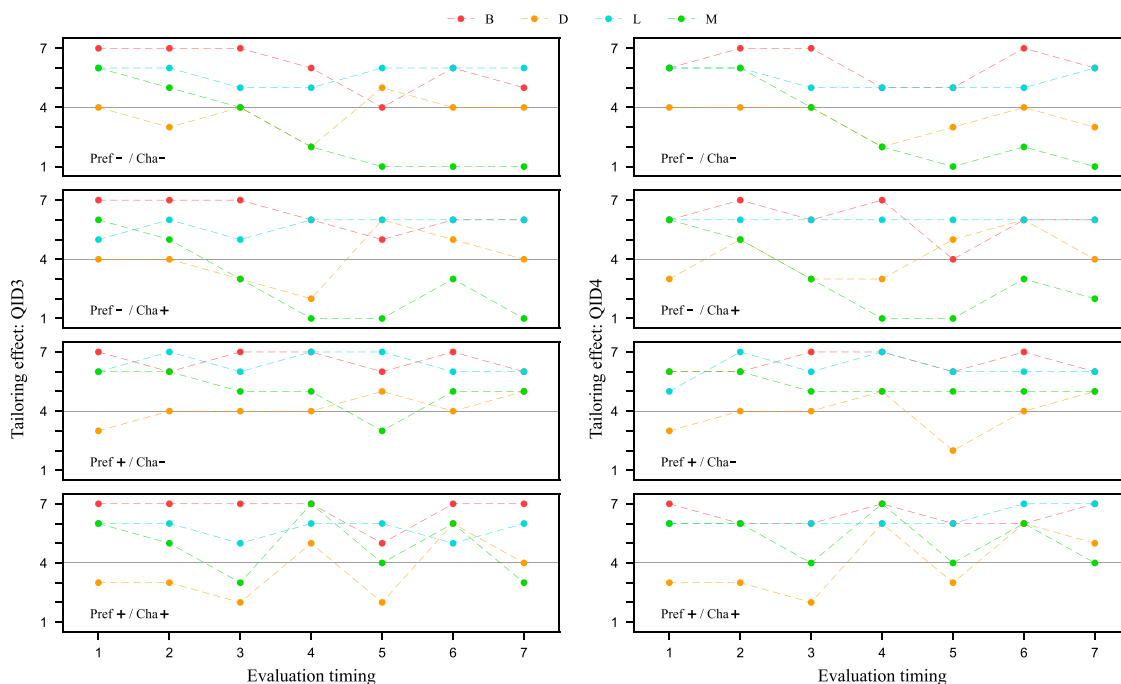 B D L M
7
4
1
Pref - / Cha-
7
4
1
Pref - / Cha+
7
4
1
Pref + / Cha-
7
4
1
Pref + / Cha+
1 2 3 4 5 6 7
Evaluation timing
Tailoring effect: QID3
7
4
1
Pref - / Cha-
7
4
1
Pref - / Cha+
7
4
1
Pref + / Cha-
7
4
1
Pref + / Cha+
1 2 3 4 5 6 7
Evaluation timing
Tailoring effect: QID4